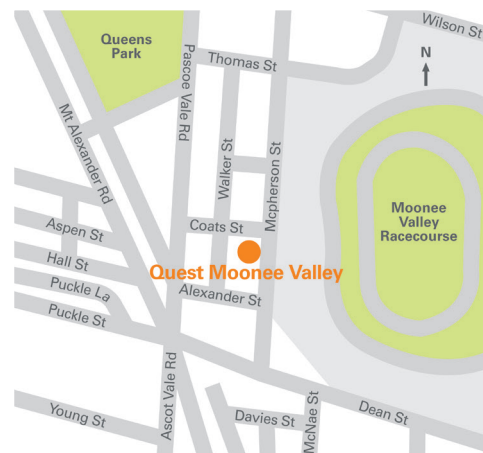 Wilson St
Queens
Park
Thomas St
N
Pascoe Vale Rd
Mt Alexander Rd
Walker St
Mcpherson St
Moonee
Valley
Racecourse
Coats St
Aspen St
Hall St
Quest Moonee Valley
Puckle La
Alexander St
Puckle St
Ascot Vale Rd
Young St
Davies St
McNae St
Dean St